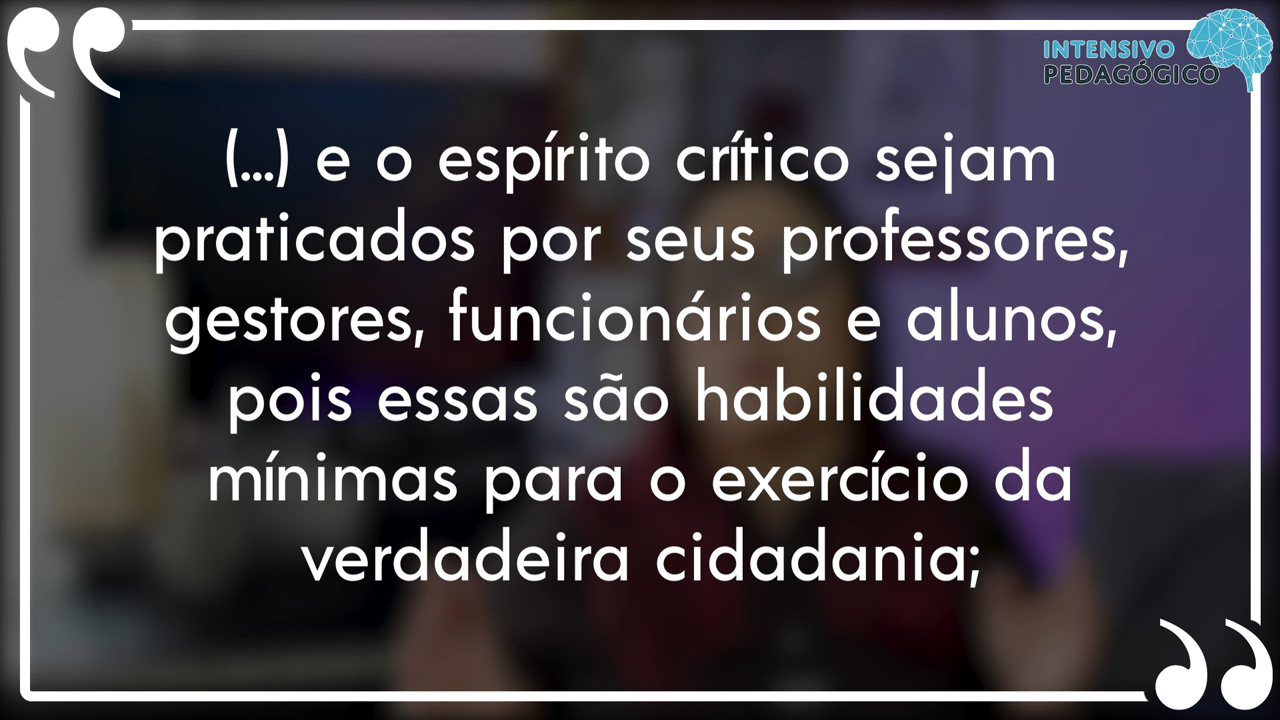 INTENSIVO
PEDAGÓGICO
(...) e o espírito crítico sejam
praticados por seus professores,
gestores, funcionários e alunos,
pois essas são habilidades
mínimas para o exercício da
verdadeira cidadania;